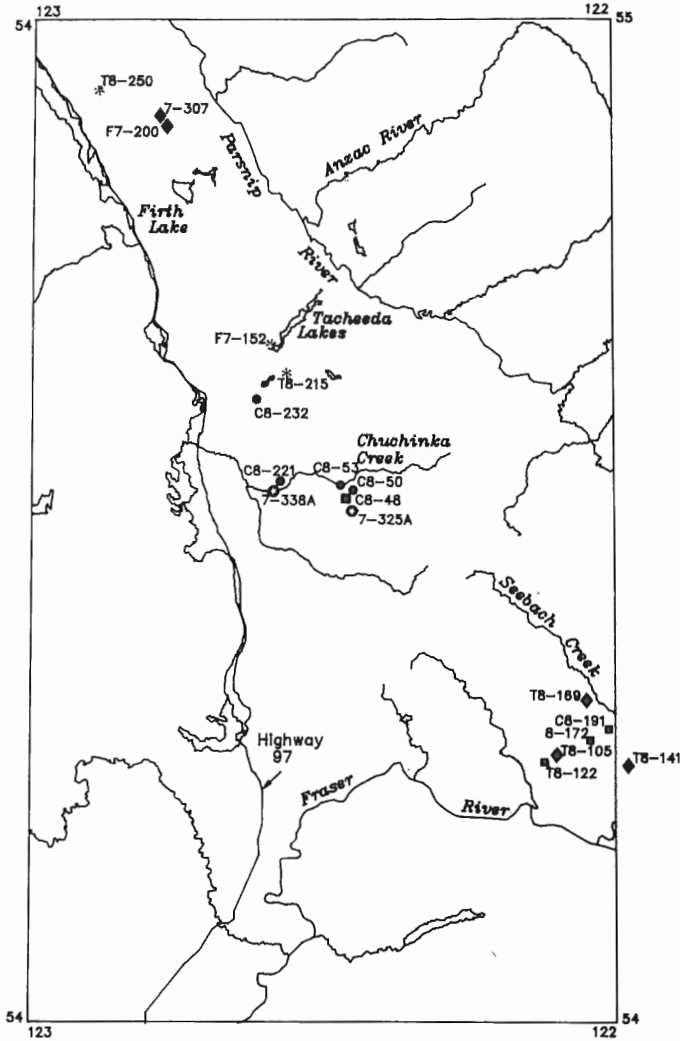 123
122
54
55
T8-250
7-307
F7-200
Parsnip
River
Anzac River
Firth
Lake
Tacheeda
Lakes
F7-152
T8-215
C8-232
Chuchinka
Creek
C8-221
C8-53
C8-50
7-338A
C8-48
7-325A
Seebach Creek
T8-169
C8-191
8-172
T8-105
T8-141
T8-122
Highway
97
Fraser
River
54
54
123
122